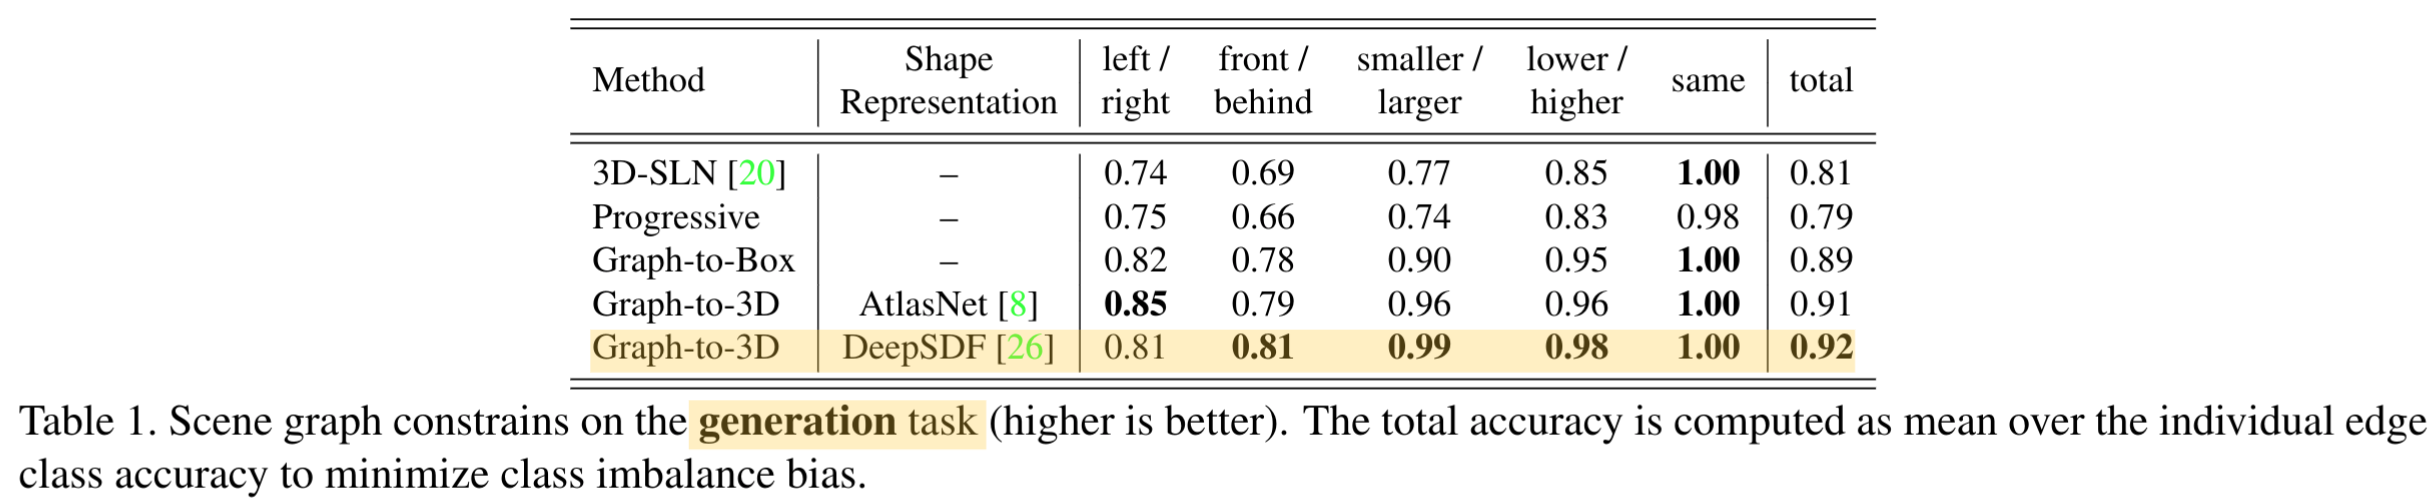 Method | Shape Representation | left / right | front / behind | smaller / larger | lower / higher | same | total
3D-SLN [20] | – | 0.74 | 0.69 | 0.77 | 0.85 | 1.00 | 0.81
Progressive | – | 0.75 | 0.66 | 0.74 | 0.83 | 0.98 | 0.79
Graph-to-Box | – | 0.82 | 0.78 | 0.90 | 0.95 | 1.00 | 0.89
Graph-to-3D | AtlasNet [8] | 0.85 | 0.79 | 0.96 | 0.96 | 1.00 | 0.91
Graph-to-3D | DeepSDF [26] | 0.81 | 0.81 | 0.99 | 0.98 | 1.00 | 0.92
Table 1. Scene graph constrains on the generation task (higher is better). The total accuracy is computed as mean over the individual edge
class accuracy to minimize class imbalance bias.